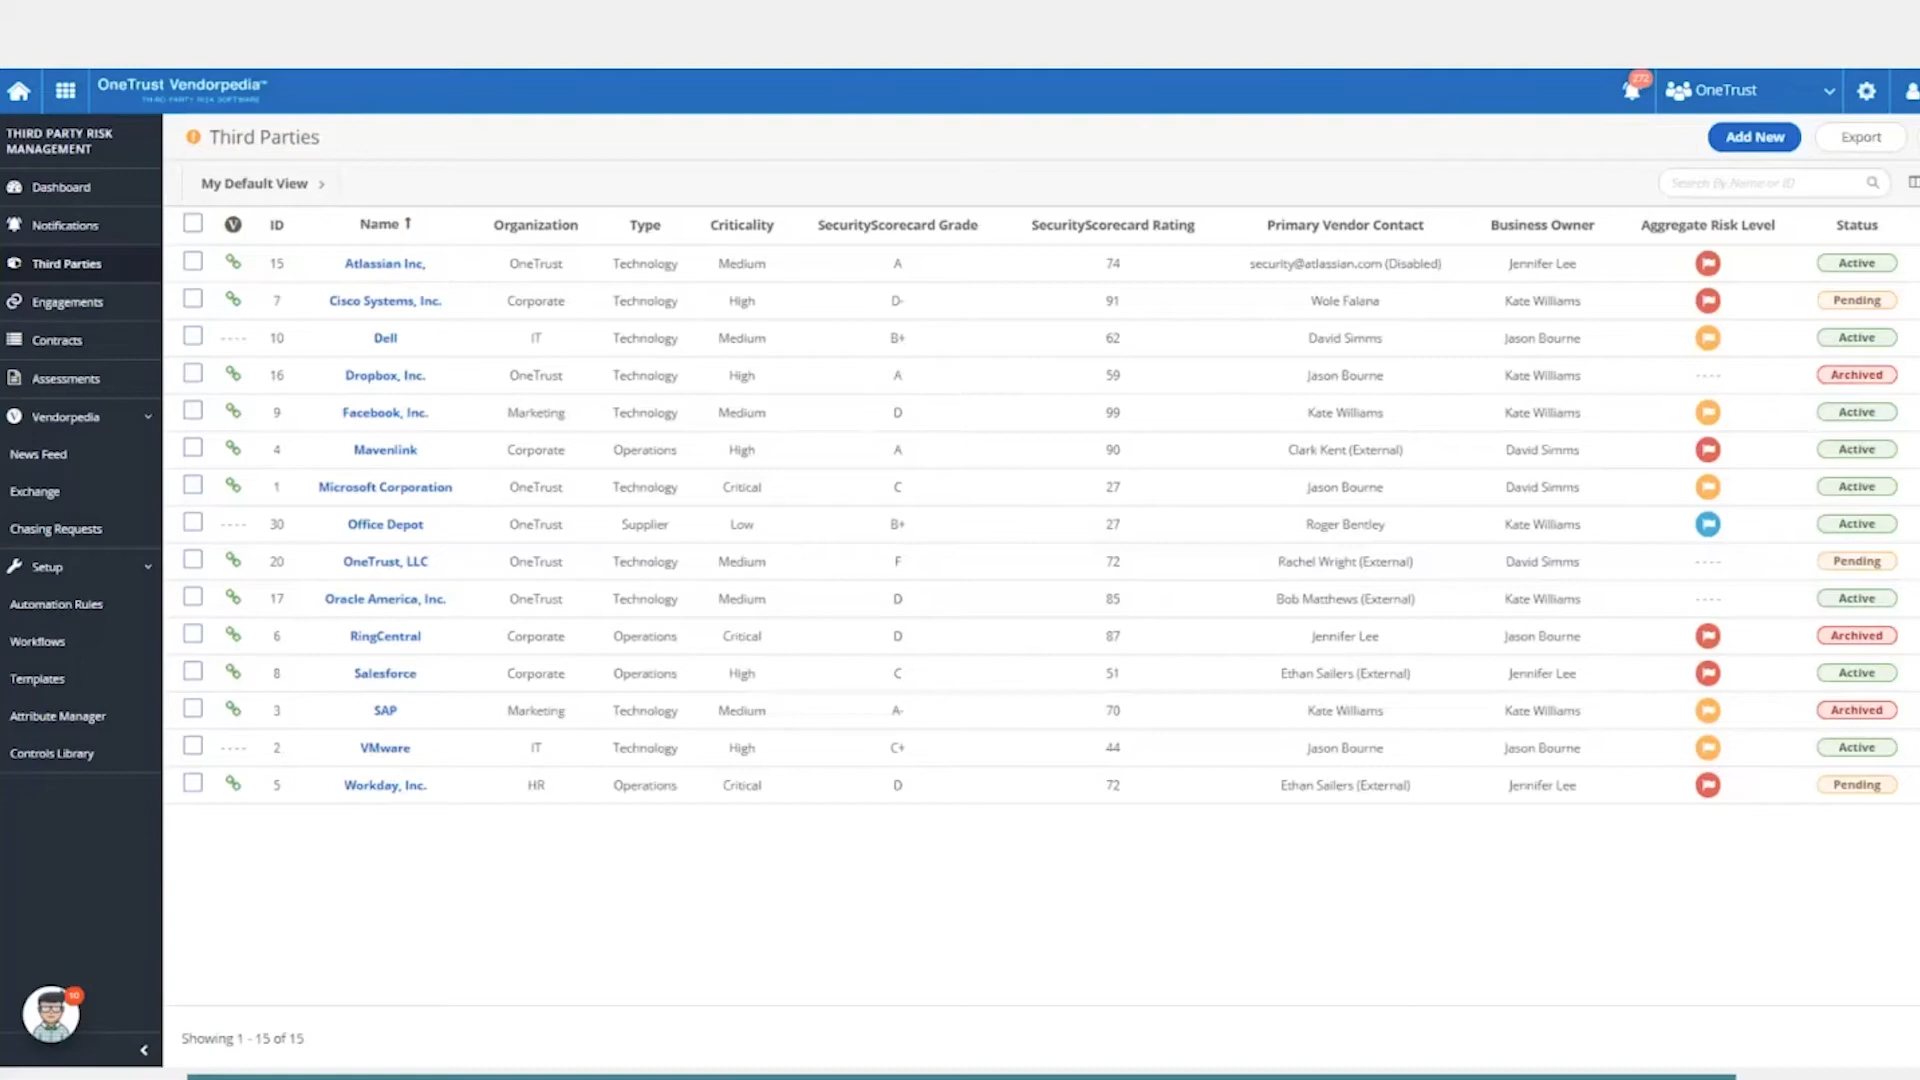 OneTrust Vendorpedia™
THIRD-PARTY RISK SOFTWARE
272
OneTrust
THIRD PARTY RISK
MANAGEMENT
Dashboard
Notifications
Third Parties
Engagements
Contracts
Assessments
Vendorpedia
News Feed
Exchange
Chasing Requests
Setup
Automation Rules
Workflows
Templates
Attribute Manager
Controls Library
10
Third Parties
Add New
Export
My Default View
Search By Name or ID
V ID Name ↑ Organization Type Criticality SecurityScorecard Grade SecurityScorecard Rating Primary Vendor Contact Business Owner Aggregate Risk Level Status
15 Atlassian Inc, OneTrust Technology Medium A 74 security@atlassian.com (Disabled) Jennifer Lee Active
7 Cisco Systems, Inc. Corporate Technology High D- 91 Wole Falana Kate Williams Pending
---- 10 Dell IT Technology Medium B+ 62 David Simms Jason Bourne Active
16 Dropbox, Inc. OneTrust Technology High A 59 Jason Bourne Kate Williams ---- Archived
9 Facebook, Inc. Marketing Technology Medium D 99 Kate Williams Kate Williams Active
4 Mavenlink Corporate Operations High A 90 Clark Kent (External) David Simms Active
1 Microsoft Corporation OneTrust Technology Critical C 27 Jason Bourne David Simms Active
---- 30 Office Depot OneTrust Supplier Low B+ 27 Roger Bentley Kate Williams Active
20 OneTrust, LLC OneTrust Technology Medium F 72 Rachel Wright (External) David Simms ---- Pending
17 Oracle America, Inc. OneTrust Technology Medium D 85 Bob Matthews (External) Kate Williams ---- Active
6 RingCentral Corporate Operations Critical D 87 Jennifer Lee Jason Bourne Archived
8 Salesforce Corporate Operations High C 51 Ethan Sailers (External) Jennifer Lee Active
3 SAP Marketing Technology Medium A- 70 Kate Williams Kate Williams Archived
---- 2 VMware IT Technology High C+ 44 Jason Bourne Jason Bourne Active
5 Workday, Inc. HR Operations Critical D 72 Ethan Sailers (External) Jennifer Lee Pending
Showing 1 - 15 of 15